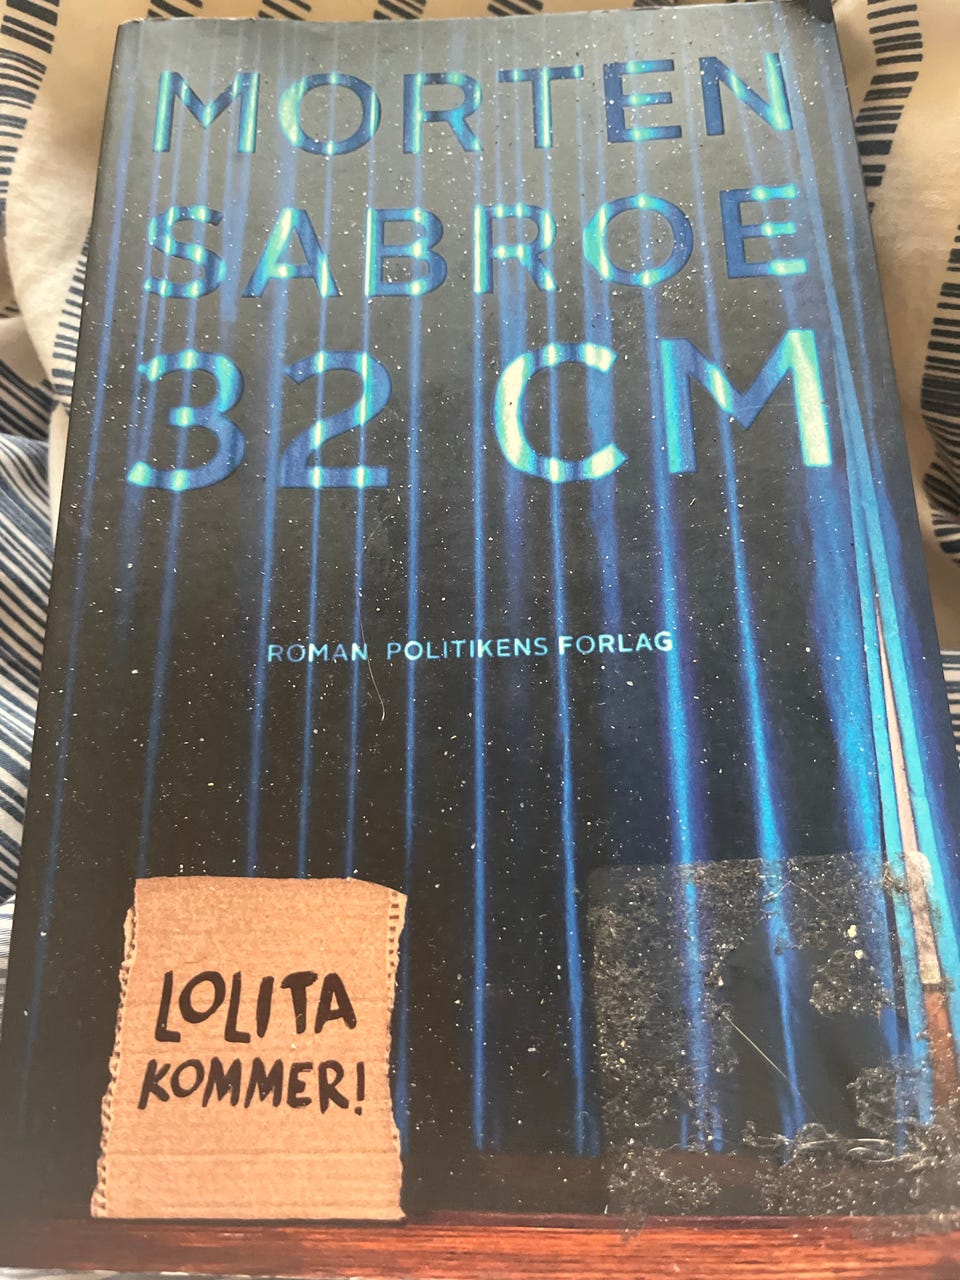 MORTEN
SABROE
32 CM
ROMAN POLITIKENS FORLAG
LOLITA
KOMMER!